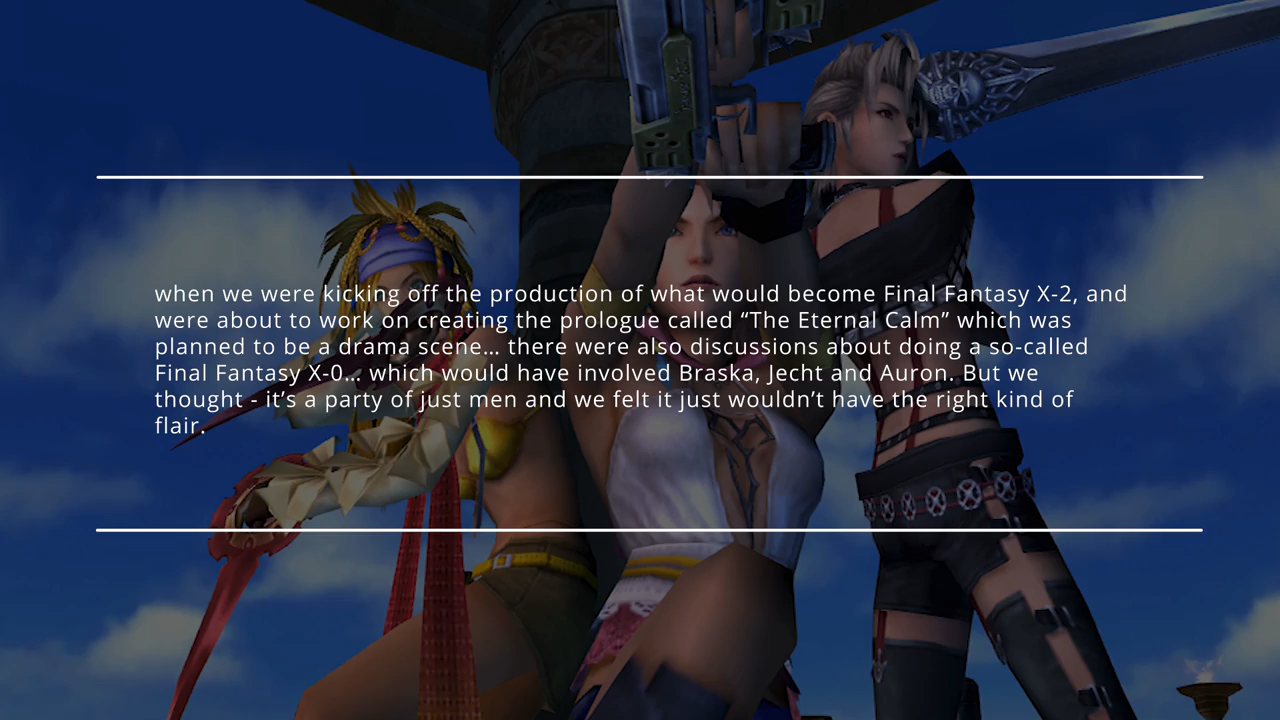 when we were kicking off the production of what would become Final Fantasy X-2, and
were about to work on creating the prologue called “The Eternal Calm” which was
planned to be a drama scene… there were also discussions about doing a so-called
Final Fantasy X-0… which would have involved Braska, Jecht and Auron. But we
thought - it’s a party of just men and we felt it just wouldn’t have the right kind of
flair.